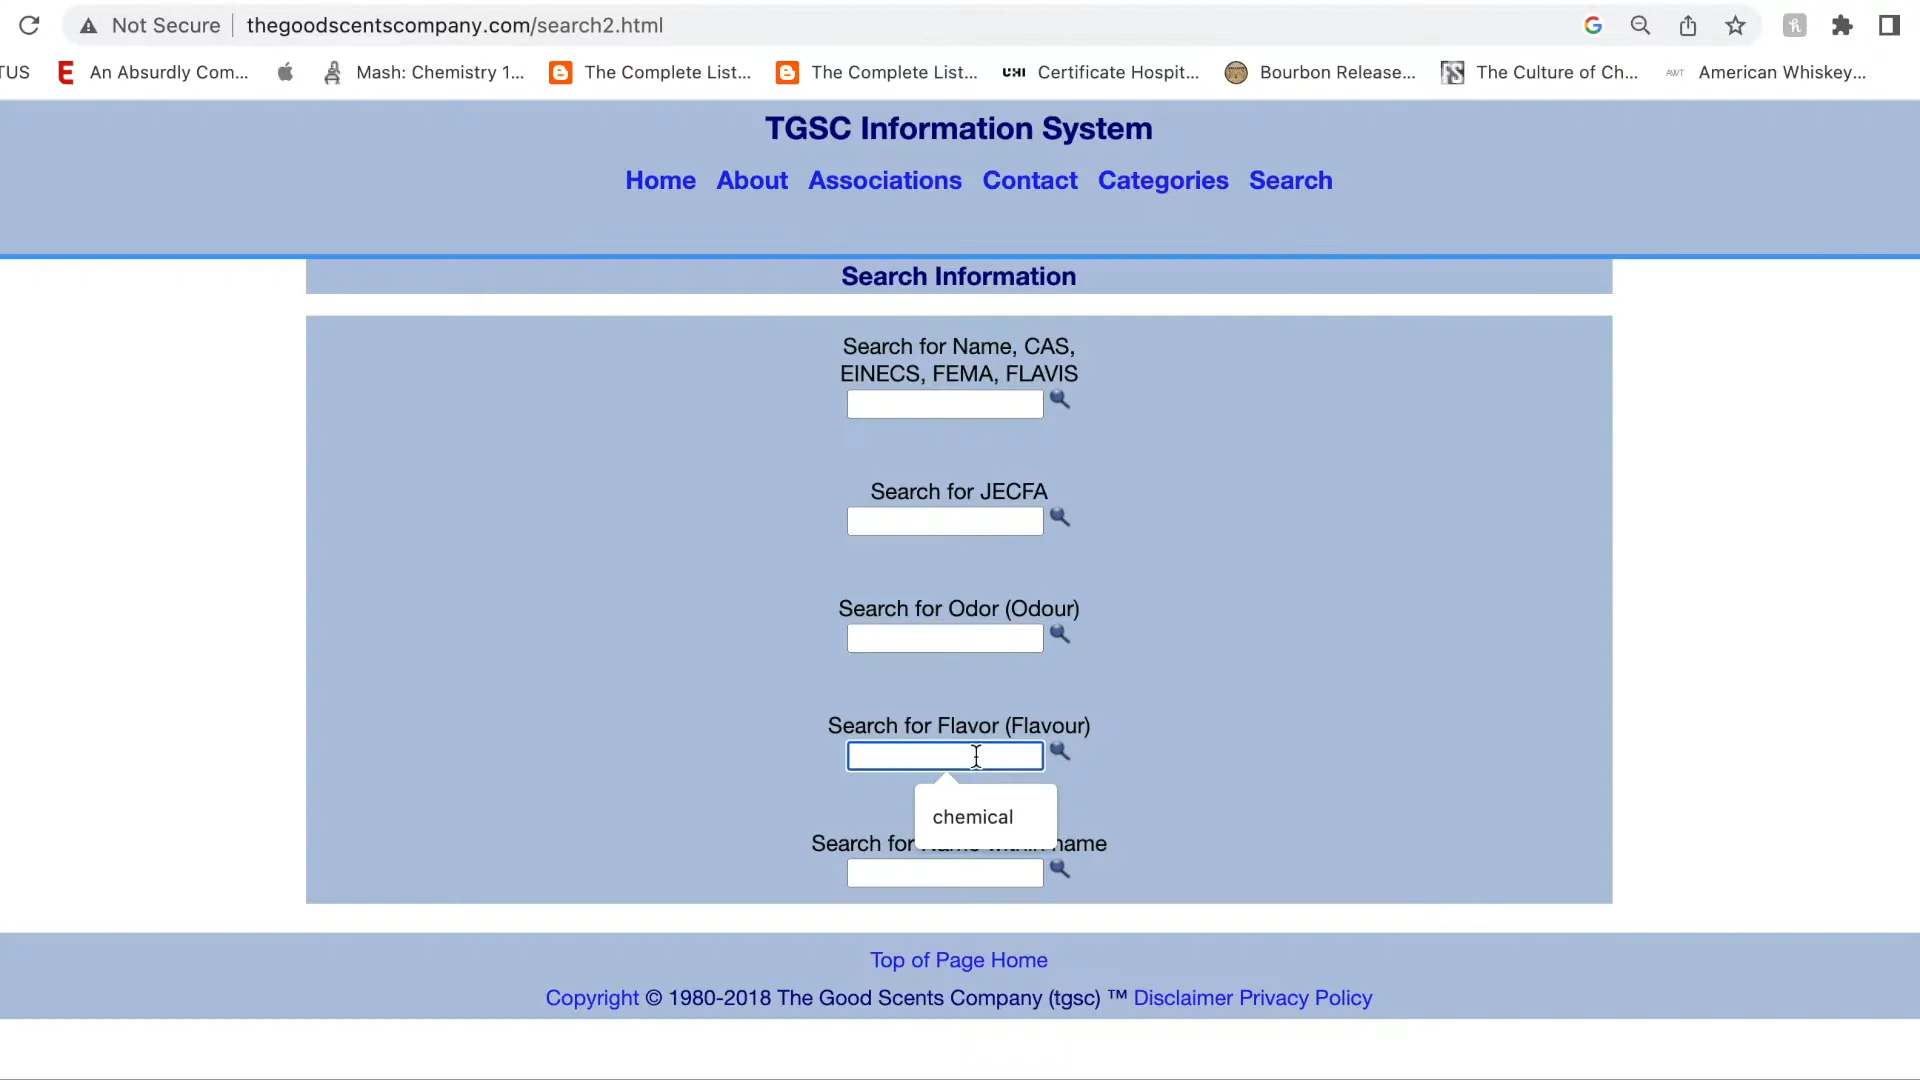 Not Secure thegoodscentscompany.com/search2.html
TUS An Absurdly Com... Mash: Chemistry 1... The Complete List... The Complete List... Certificate Hospit... Bourbon Release... The Culture of Ch... AWT American Whiskey...
TGSC Information System
Home About Associations Contact Categories Search
Search Information
Search for Name, CAS,
EINECS, FEMA, FLAVIS
Search for JECFA
Search for Odor (Odour)
Search for Flavor (Flavour)
chemical
Search for name
Top of Page Home
Copyright © 1980-2018 The Good Scents Company (tgsc) ™ Disclaimer Privacy Policy